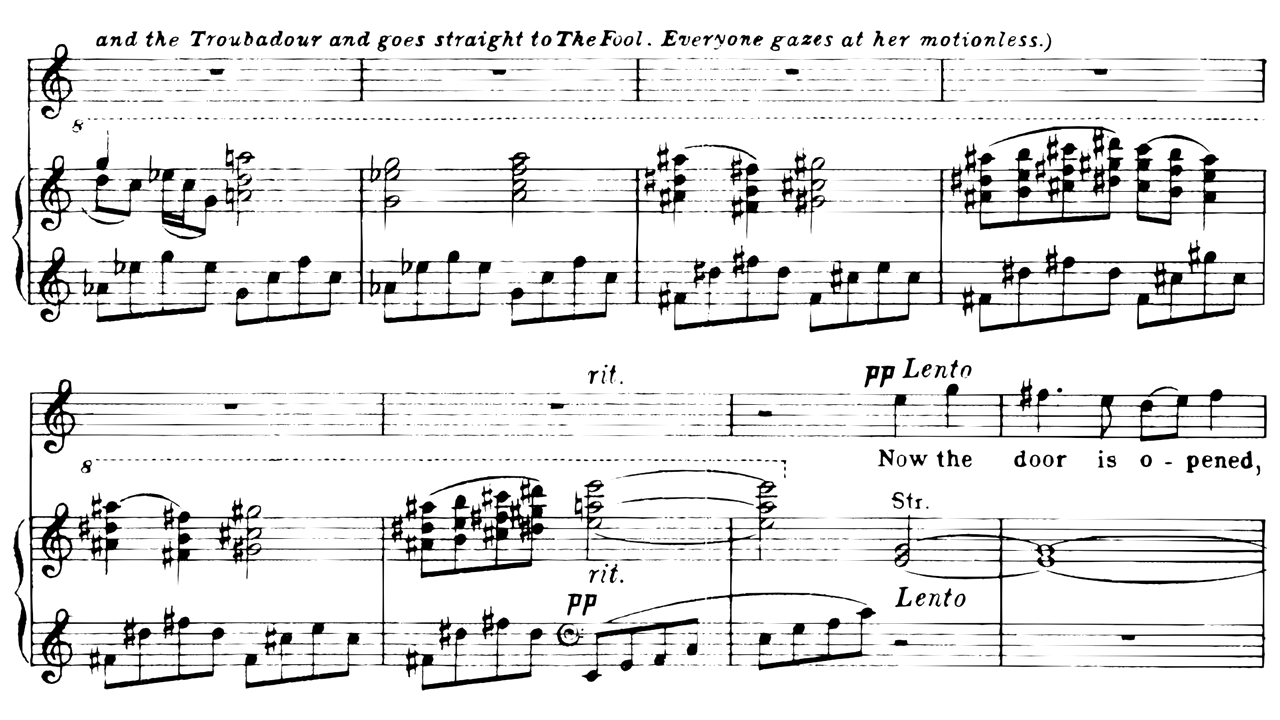 and the Troubadour and goes straight to The Fool. Everyone gazes at her motionless.)
8
rit.
pp Lento
Now the door is o - pened,
8
Str.
rit.
pp
Lento